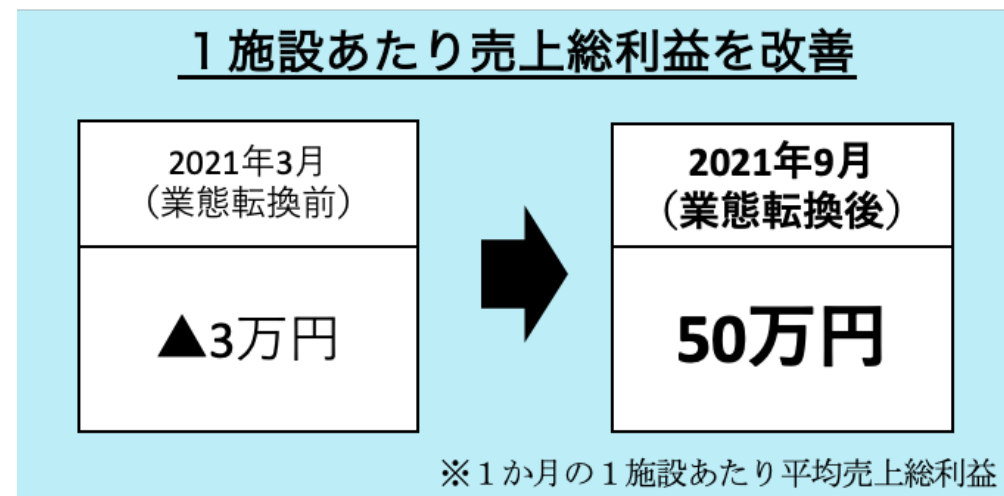 １施設あたり売上総利益を改善
2021年3月
（業態転換前）
▲3万円
2021年9月
（業態転換後）
50万円
※１か月の１施設あたり平均売上総利益